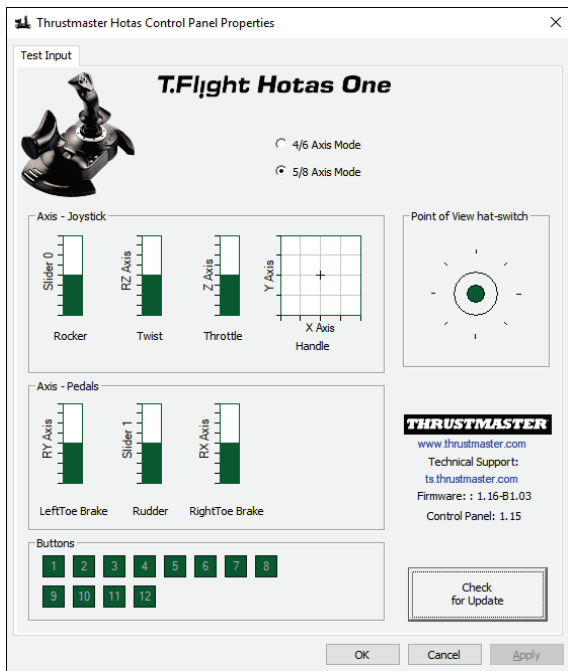 Thrustmaster Hotas Control Panel Properties
Test Input
T.Flight Hotas One
4/6 Axis Mode
5/8 Axis Mode
Axis - Joystick
Slider 0
RZ Axis
Z Axis
Y Axis
X Axis
Rocker
Twist
Throttle
Handle
Point of View hat-switch
Axis - Pedals
RY Axis
Slider 1
RX Axis
LeftToe Brake
Rudder
RightToe Brake
THRUSTMASTER
www.thrustmaster.com
Technical Support:
ts.thrustmaster.com
Firmware: : 1.16-B1.03
Control Panel: 1.15
Buttons
1 2 3 4 5 6 7 8
9 10 11 12
Check
for Update
OK Cancel Apply